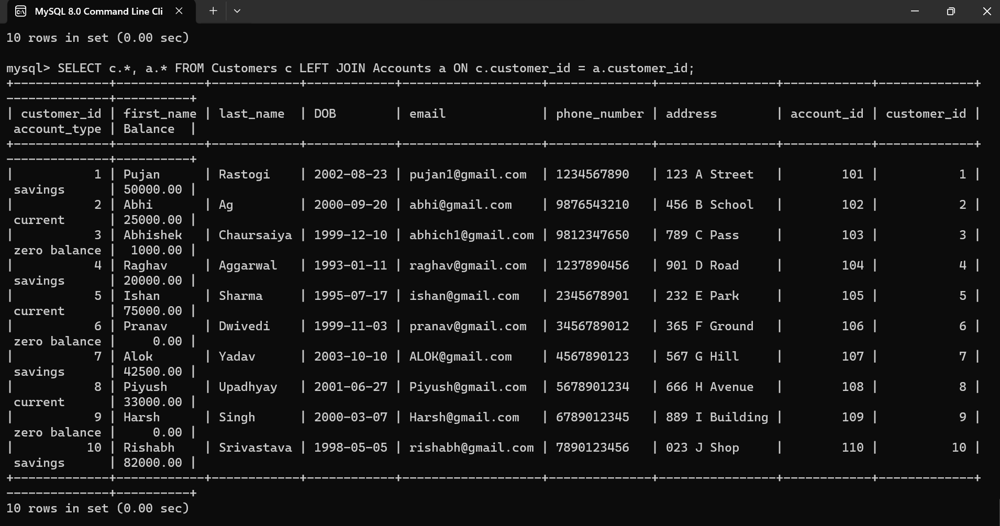 MySQL 8.0 Command Line Cli
10 rows in set (0.00 sec)
mysql> SELECT c.*, a.* FROM Customers c LEFT JOIN Accounts a ON c.customer_id = a.customer_id;
+-------------+------------+------------+------------+-------------------+--------------+----------------+------------+-------------+
--------------+----------+
| customer_id | first_name | last_name  | DOB        | email             | phone_number | address        | account_id | customer_id |
 account_type | Balance  |
+-------------+------------+------------+------------+-------------------+--------------+----------------+------------+-------------+
--------------+----------+
|           1 | Pujan      | Rastogi    | 2002-08-23 | pujan1@gmail.com  | 1234567890   | 123 A Street   |        101 |           1 |
 savings      | 50000.00 |
|           2 | Abhi       | Ag         | 2000-09-20 | abhi@gmail.com    | 9876543210   | 456 B School   |        102 |           2 |
 current      | 25000.00 |
|           3 | Abhishek   | Chaursaiya | 1999-12-10 | abhich1@gmail.com | 9812347650   | 789 C Pass     |        103 |           3 |
 zero balance |  1000.00 |
|           4 | Raghav     | Aggarwal   | 1993-01-11 | raghav@gmail.com  | 1237890456   | 901 D Road     |        104 |           4 |
 savings      | 20000.00 |
|           5 | Ishan      | Sharma     | 1995-07-17 | ishan@gmail.com   | 2345678901   | 232 E Park     |        105 |           5 |
 current      | 75000.00 |
|           6 | Pranav     | Dwivedi    | 1999-11-03 | pranav@gmail.com  | 3456789012   | 365 F Ground   |        106 |           6 |
 zero balance |     0.00 |
|           7 | Alok       | Yadav      | 2003-10-10 | ALOK@gmail.com    | 4567890123   | 567 G Hill     |        107 |           7 |
 savings      | 42500.00 |
|           8 | Piyush     | Upadhyay   | 2001-06-27 | Piyush@gmail.com  | 5678901234   | 666 H Avenue   |        108 |           8 |
 current      | 33000.00 |
|           9 | Harsh      | Singh      | 2000-03-07 | Harsh@gmail.com   | 6789012345   | 889 I Building |        109 |           9 |
 zero balance |     0.00 |
|          10 | Rishabh    | Srivastava | 1998-05-05 | rishabh@gmail.com | 7890123456   | 023 J Shop     |        110 |          10 |
 savings      | 82000.00 |
+-------------+------------+------------+------------+-------------------+--------------+----------------+------------+-------------+
--------------+----------+
10 rows in set (0.00 sec)